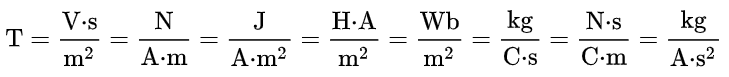 T = V·s/m² = N/A·m = J/A·m² = H·A/m² = Wb/m² = kg/C·s = N·s/C·m = kg/A·s²